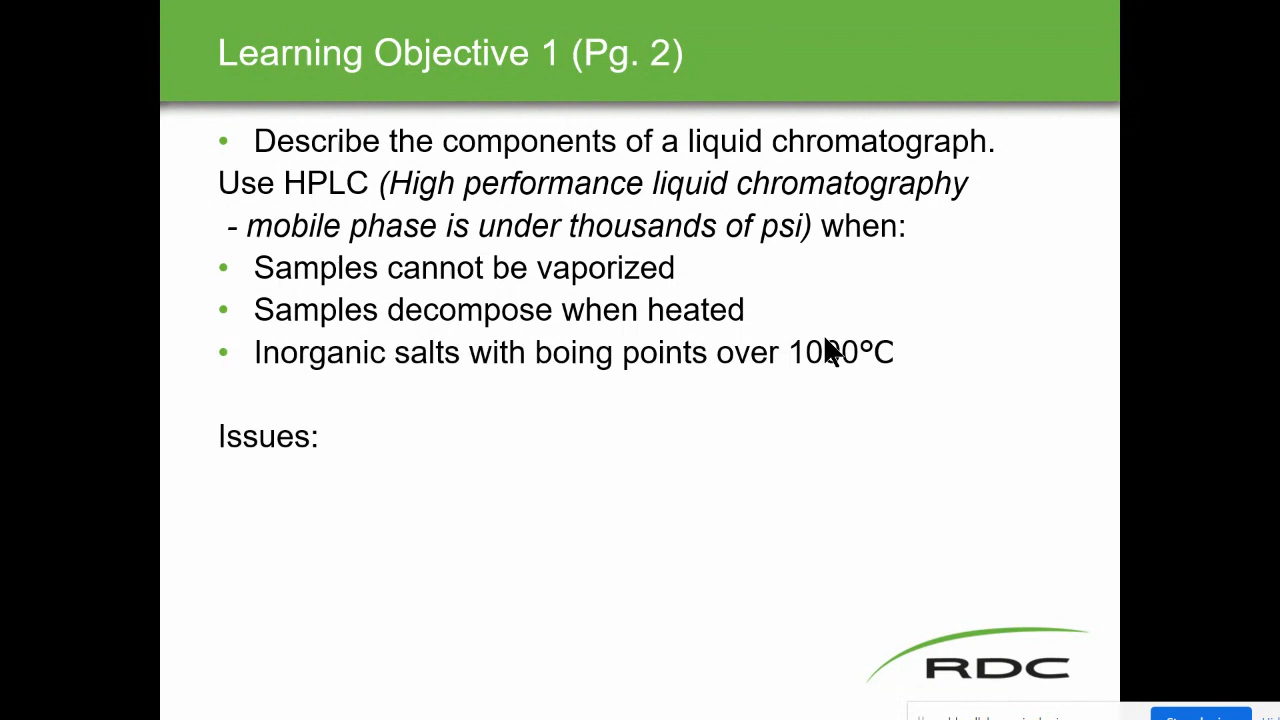 Learning Objective 1 (Pg. 2)
• Describe the components of a liquid chromatograph.
Use HPLC (High performance liquid chromatography
- mobile phase is under thousands of psi) when:
• Samples cannot be vaporized
• Samples decompose when heated
• Inorganic salts with boing points over 1000°C
Issues:
RDC